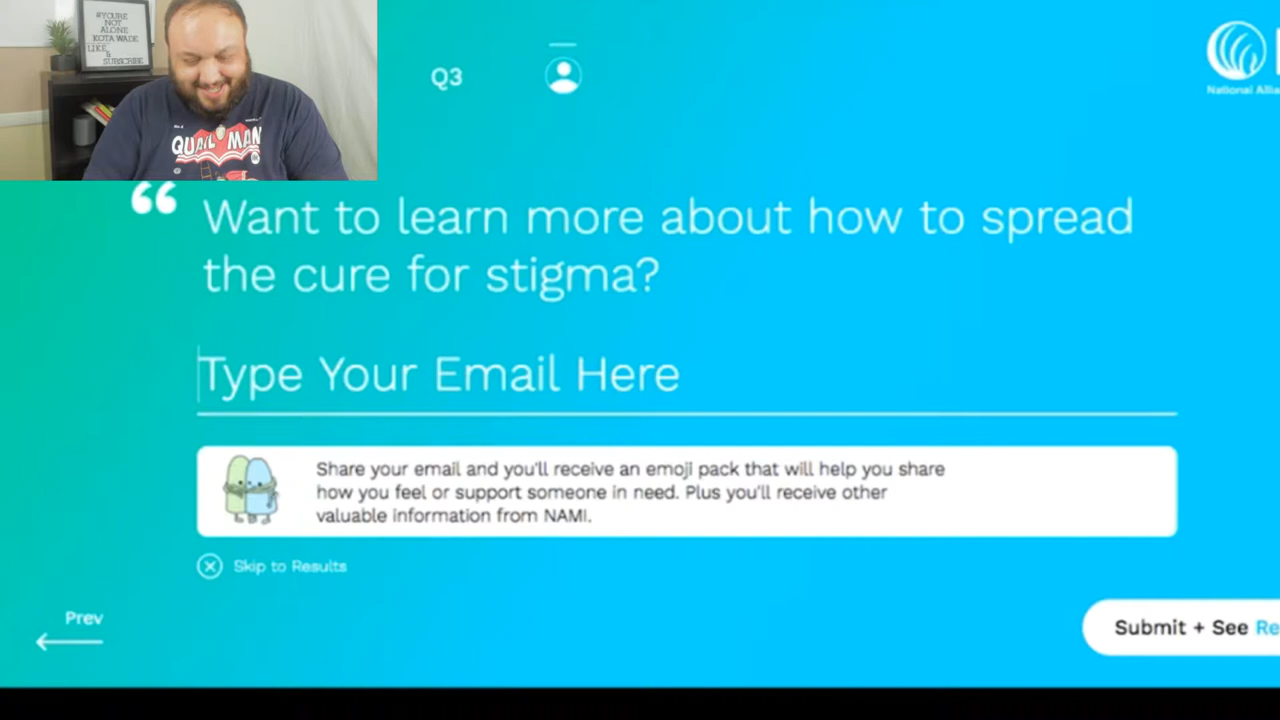 #YOURE
NOT
ALONE
KOTA WADE
LIKE
&
SUBSCRIBE
QUAIL MAN
Q3
National
“
Want to learn more about how to spread
the cure for stigma?
Type Your Email Here
Share your email and you'll receive an emoji pack that will help you share
how you feel or support someone in need. Plus you'll receive other
valuable information from NAMI.
Skip to Results
Prev
Submit + See